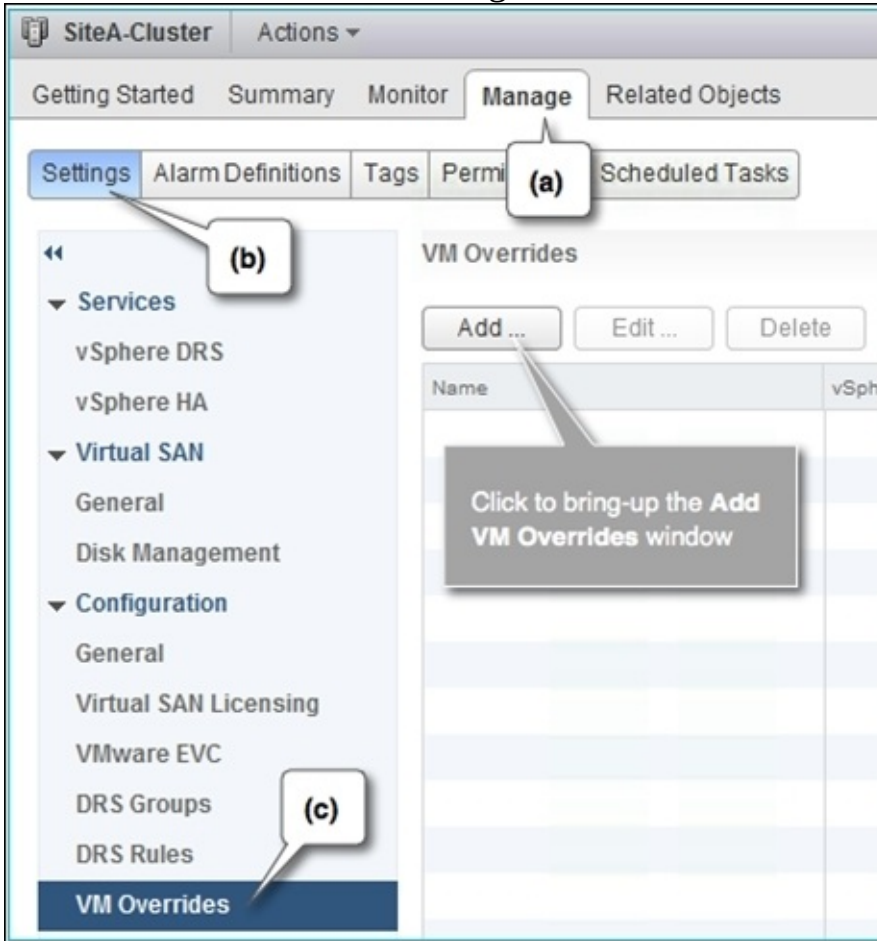 SiteA-Cluster Actions
Getting Started Summary Monitor Manage Related Objects
Settings Alarm Definitions Tags Scheduled Tasks
(a)
(b)
VM Overrides
Services
Add ... Edit ... Delete
vSphere DRS
Name
vSphere HA
Virtual SAN
General
Click to bring-up the Add
VM Overrides window
Disk Management
Configuration
General
Virtual SAN Licensing
VMware EVC
DRS Groups
(c)
DRS Rules
VM Overrides